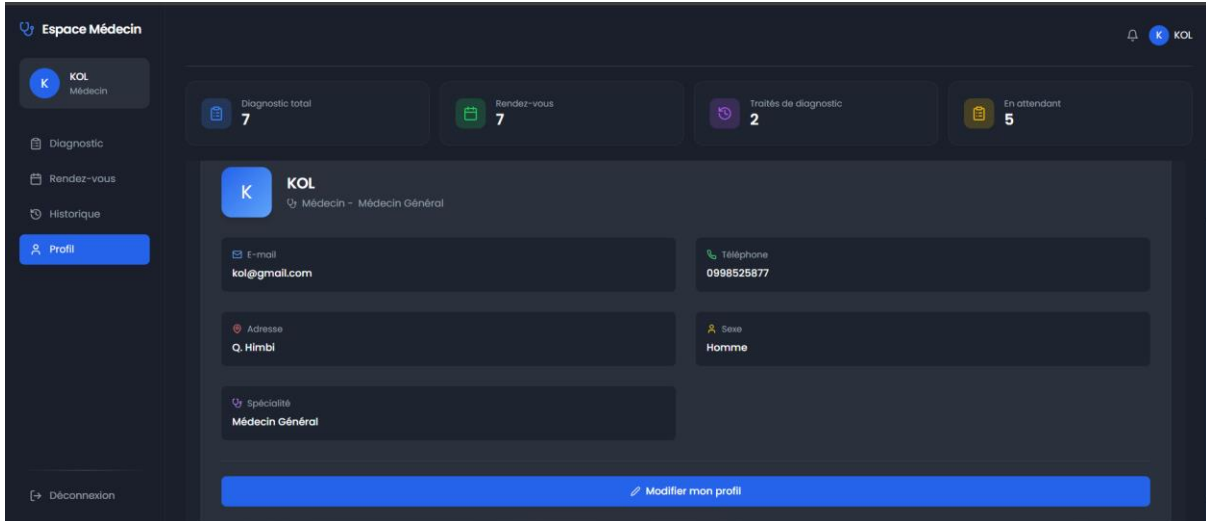 Espace Médecin
K KOL
K
KOL
Médecin
Diagnostic
Rendez-vous
Historique
Profil
Déconnexion
Diagnostic total
7
Rendez-vous
7
Traités de diagnostic
2
En attendant
5
K
KOL
Médecin - Médecin Général
E-mail
kol@gmail.com
Téléphone
0998525877
Adresse
Q. Himbi
Sexe
Homme
Spécialité
Médecin Général
Modifier mon profil